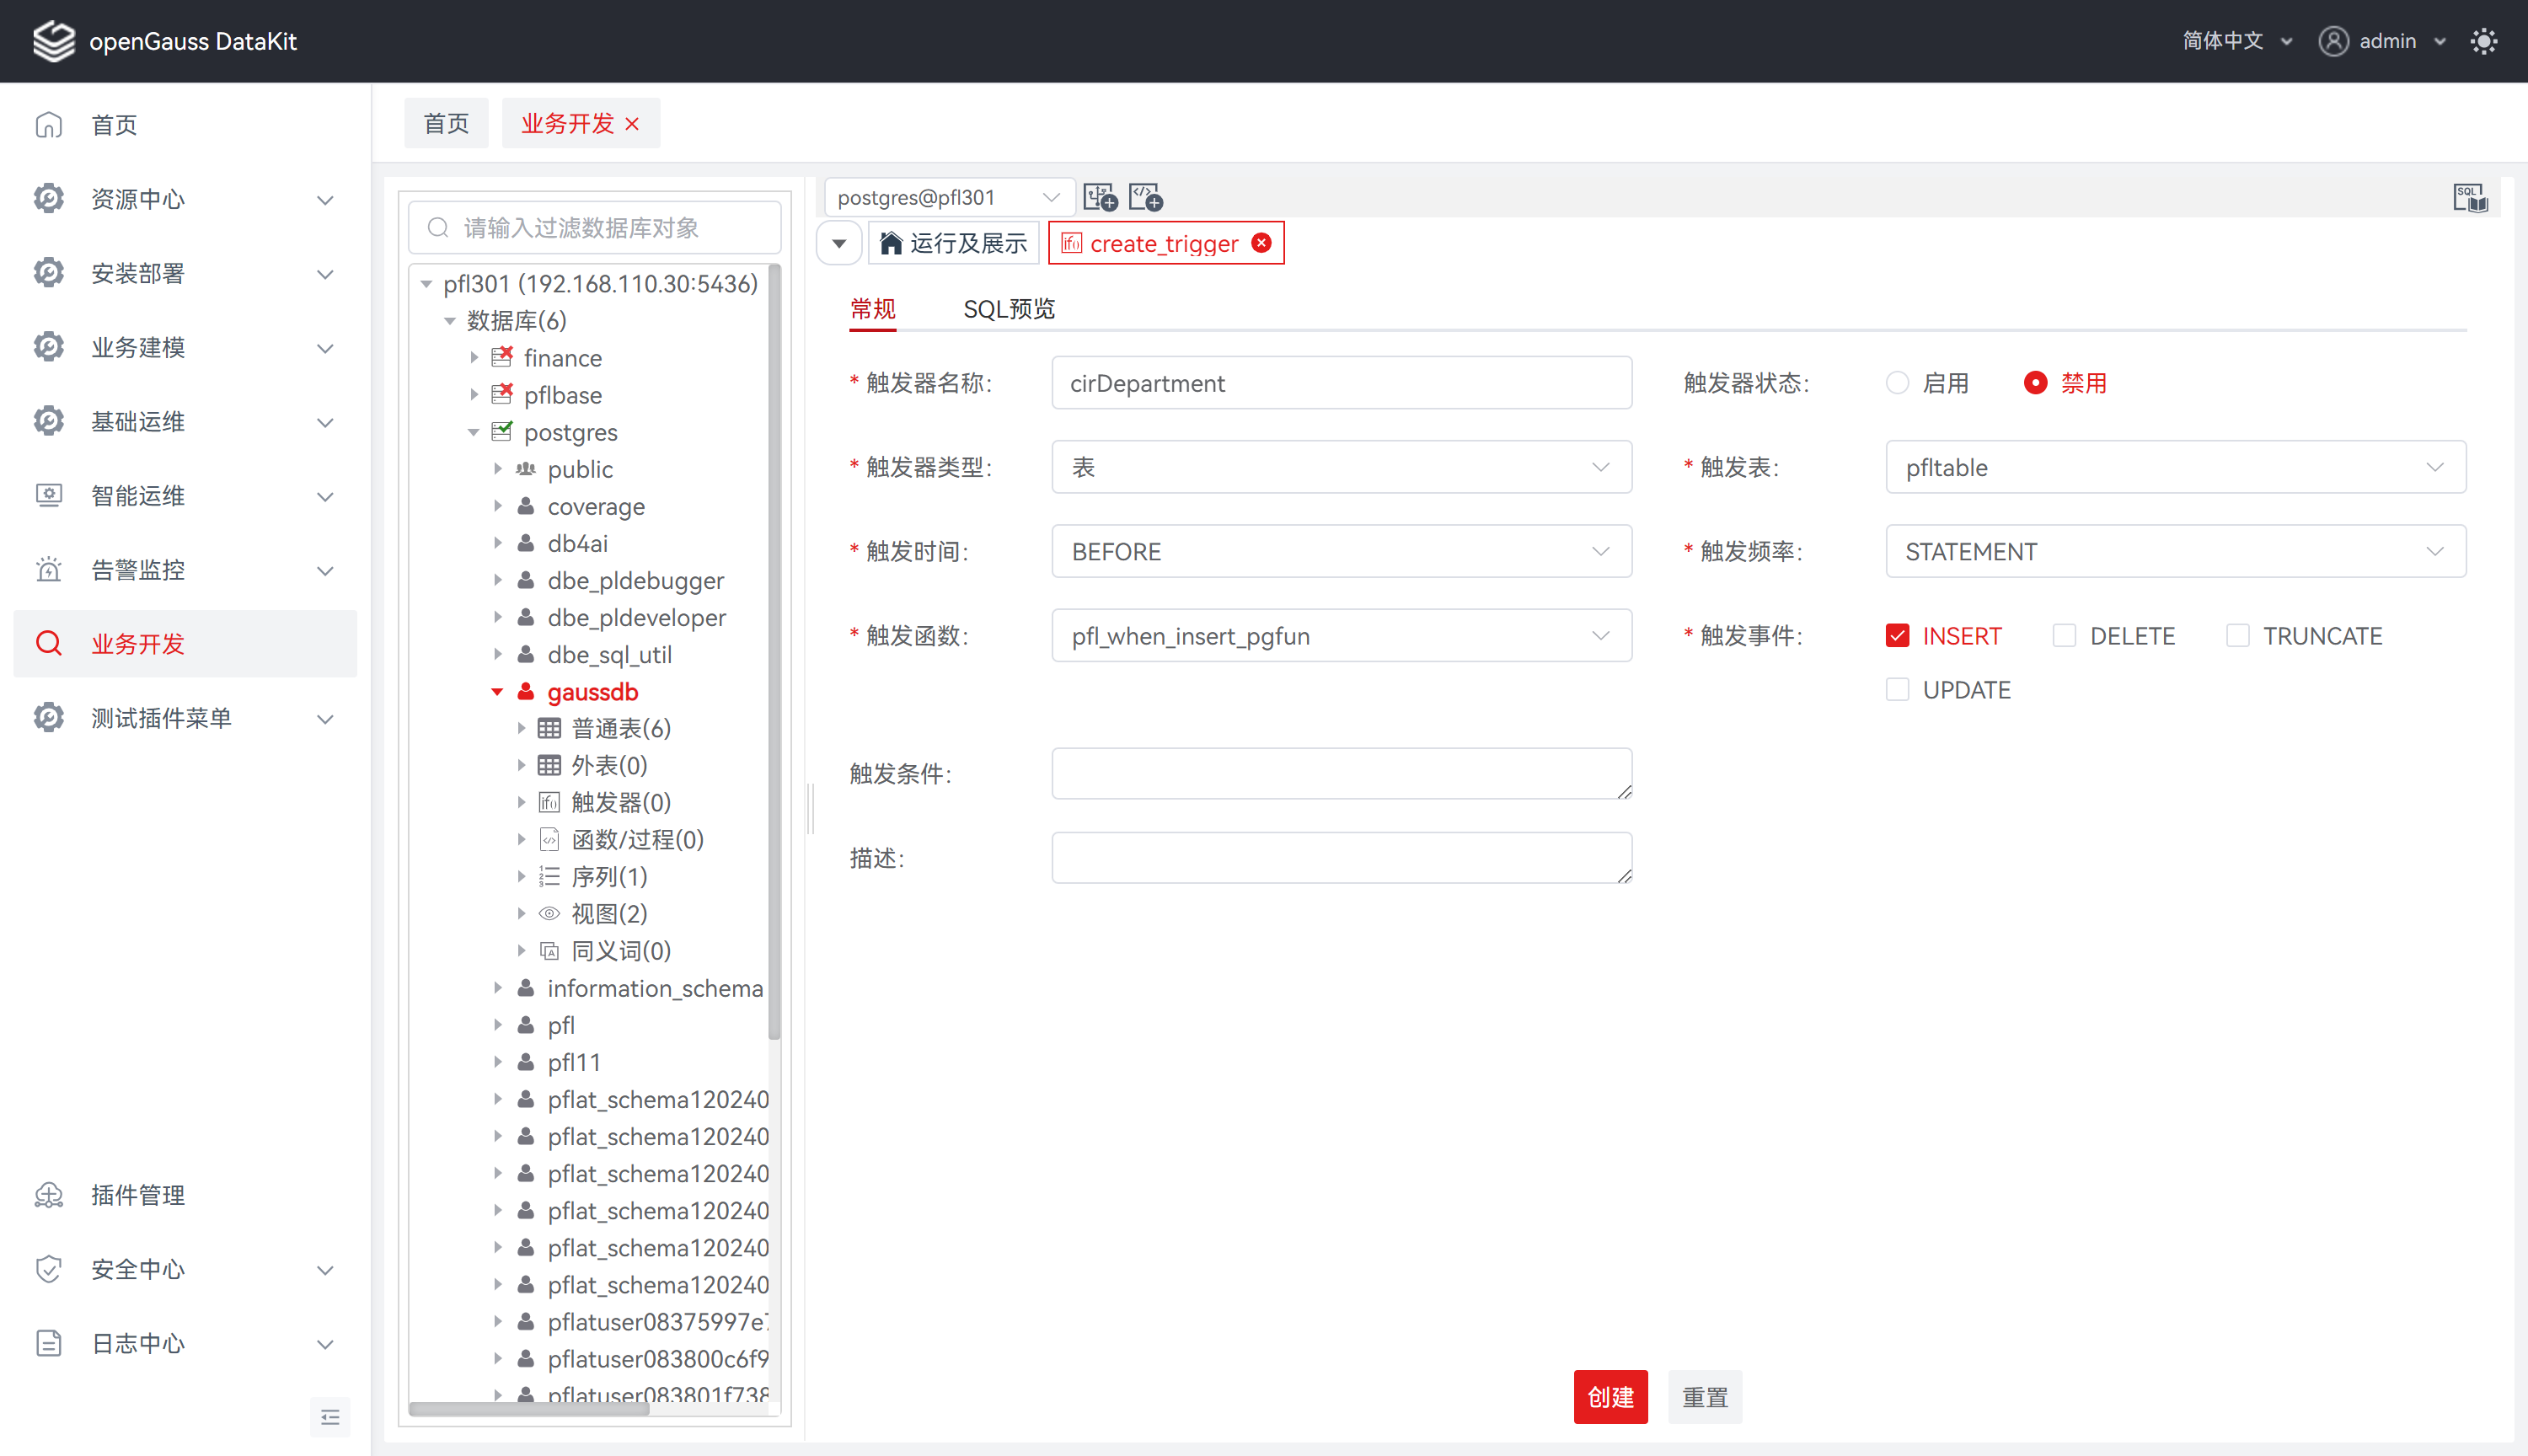 openGauss DataKit
简体中文
admin
首页
资源中心
安装部署
业务建模
基础运维
智能运维
告警监控
业务开发
测试插件菜单
插件管理
安全中心
日志中心
首页
业务开发
请输入过滤数据库对象
pfl301 (192.168.110.30:5436)
数据库(6)
finance
pflbase
postgres
public
coverage
db4ai
dbe_pldebugger
dbe_pldeveloper
dbe_sql_util
gaussdb
普通表(6)
外表(0)
触发器(0)
函数/过程(0)
序列(1)
视图(2)
同义词(0)
information_schema
pfl
pfl11
pflat_schema120240
pflat_schema120240
pflat_schema120240
pflat_schema120240
pflat_schema120240
pflat_schema120240
pflatuser08375997e7
pflatuser083800c6f9
pflatuser083801f738
postgres@pfl301
SQL
运行及展示
create_trigger
常规
SQL预览
* 触发器名称:
cirDepartment
触发器状态:
启用
禁用
* 触发器类型:
表
* 触发表:
pfltable
* 触发时间:
BEFORE
* 触发频率:
STATEMENT
* 触发函数:
pfl_when_insert_pgfun
* 触发事件:
INSERT
DELETE
TRUNCATE
UPDATE
触发条件:
描述:
创建
重置